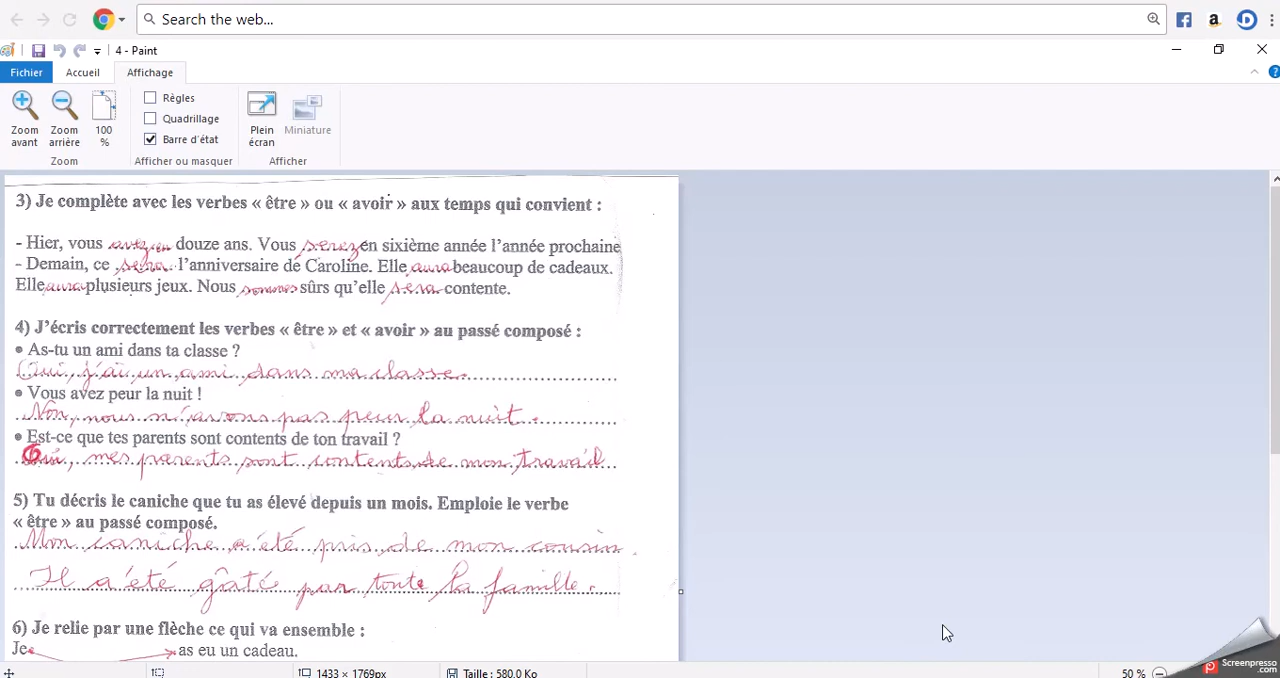 Search the web...
4 - Paint
Fichier Accueil Affichage
Zoom avant
Zoom arrière
100 %
Règles
Quadrillage
Barre d'état
Plein écran
Miniature
Zoom Afficher ou masquer Afficher
3) Je complète avec les verbes « être » ou « avoir » aux temps qui convient :
- Hier, vous aviez douze ans. Vous serez en sixième année l'année prochaine
- Demain, ce sera l'anniversaire de Caroline. Elle aura beaucoup de cadeaux.
Elle aura plusieurs jeux. Nous sommes sûrs qu'elle sera contente.
4) J'écris correctement les verbes « être » et « avoir » au passé composé :
• As-tu un ami dans ta classe ?
Oui, j'ai un ami dans ma classe.
• Vous avez peur la nuit !
Non, nous n'avons pas peur la nuit.
• Est-ce que tes parents sont contents de ton travail ?
Oui, mes parents sont contents de mon travail
5) Tu décris le caniche que tu as élevé depuis un mois. Emploie le verbe
« être » au passé composé.
Mon caniche a été pris de mon cousin.
Il a été gâtée par toute la famille.
6) Je relie par une flèche ce qui va ensemble :
Je as eu un cadeau.
1433 × 1769px Taille : 580.0 Ko 50 %
Screenpresso
.com